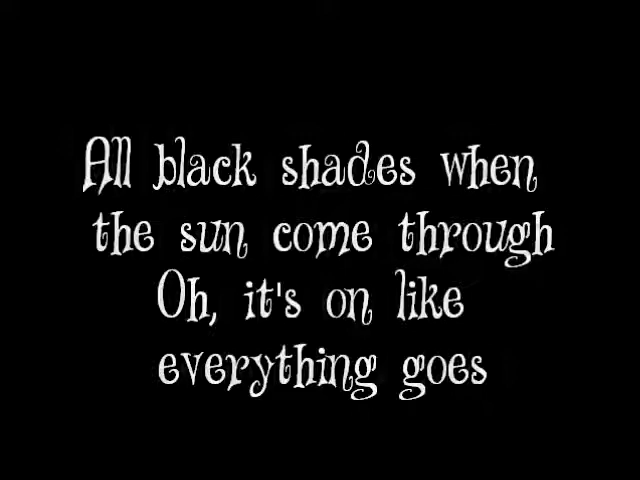 All black shades when
the sun come through
Oh, it's on like
everything goes